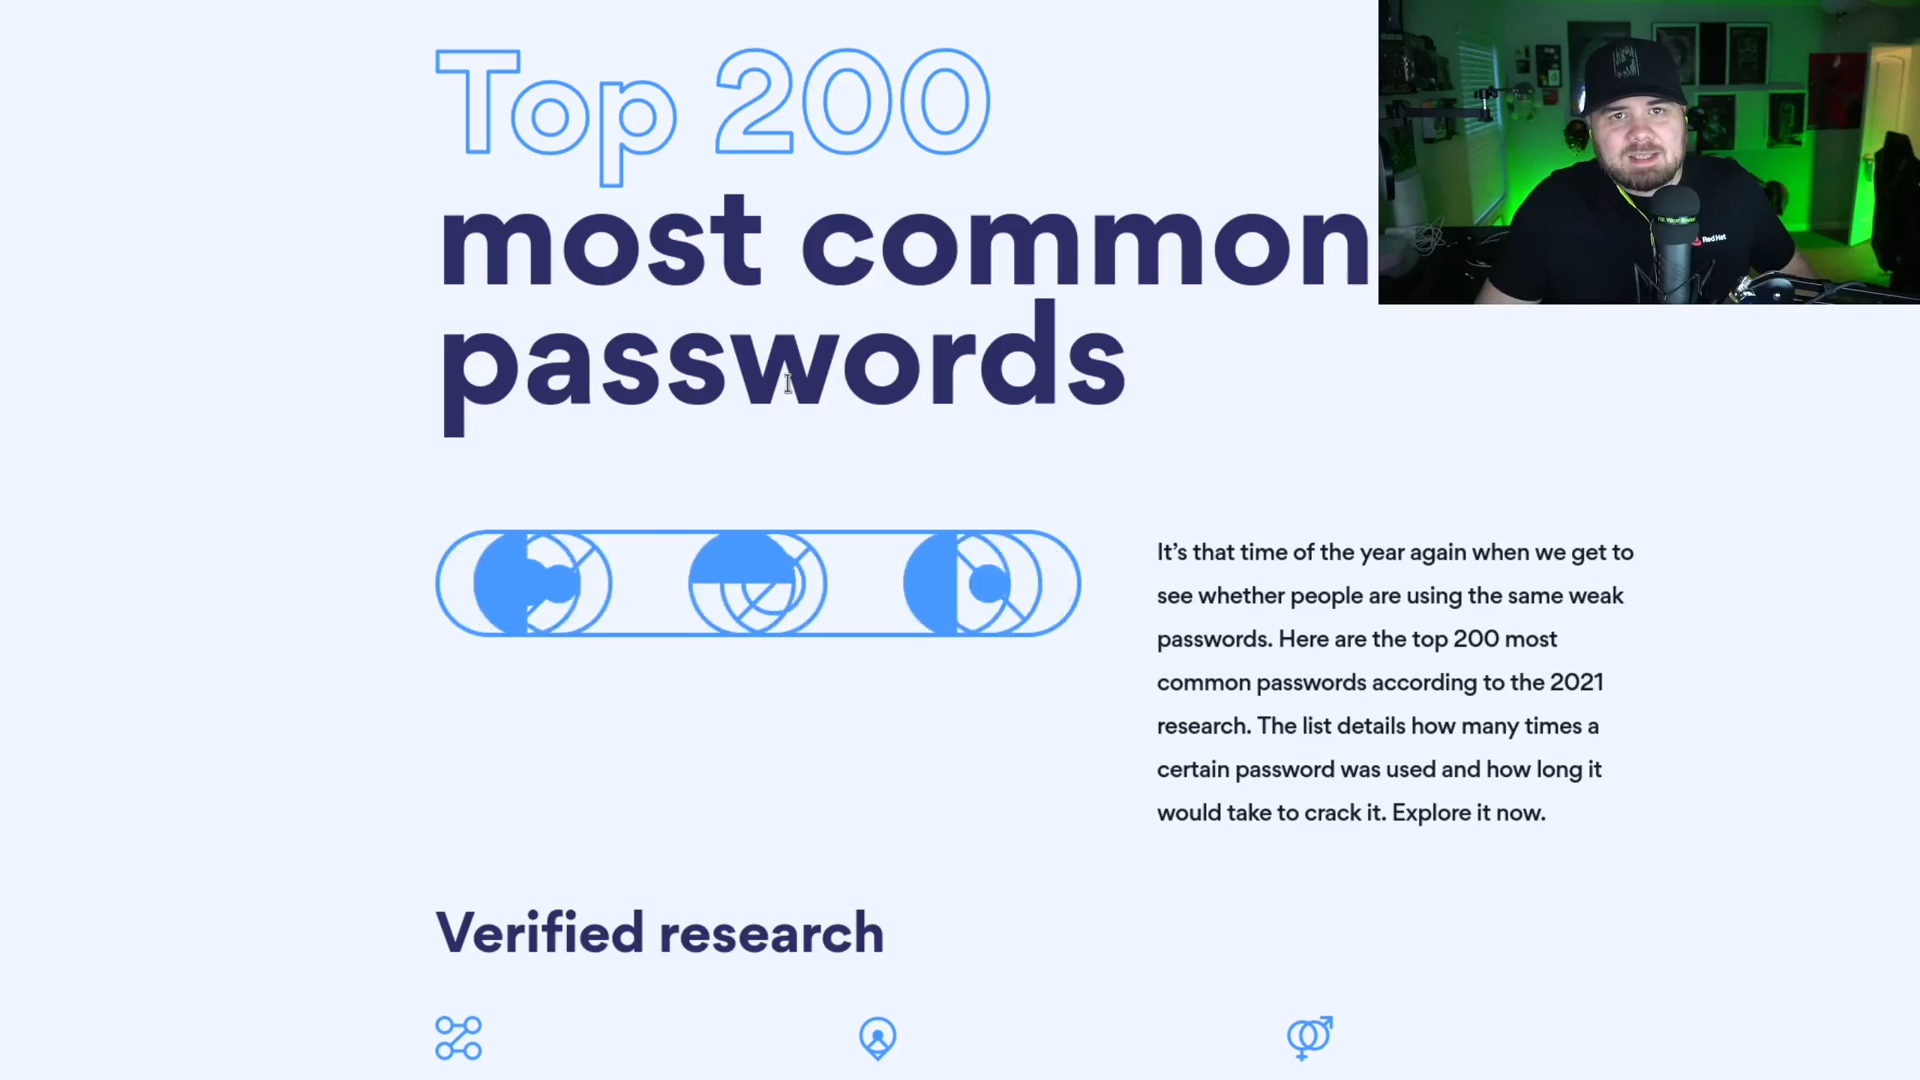 Top 200
most common
passwords
It’s that time of the year again when we get to
see whether people are using the same weak
passwords. Here are the top 200 most
common passwords according to the 2021
research. The list details how many times a
certain password was used and how long it
would take to crack it. Explore it now.
Verified research
Red Hat